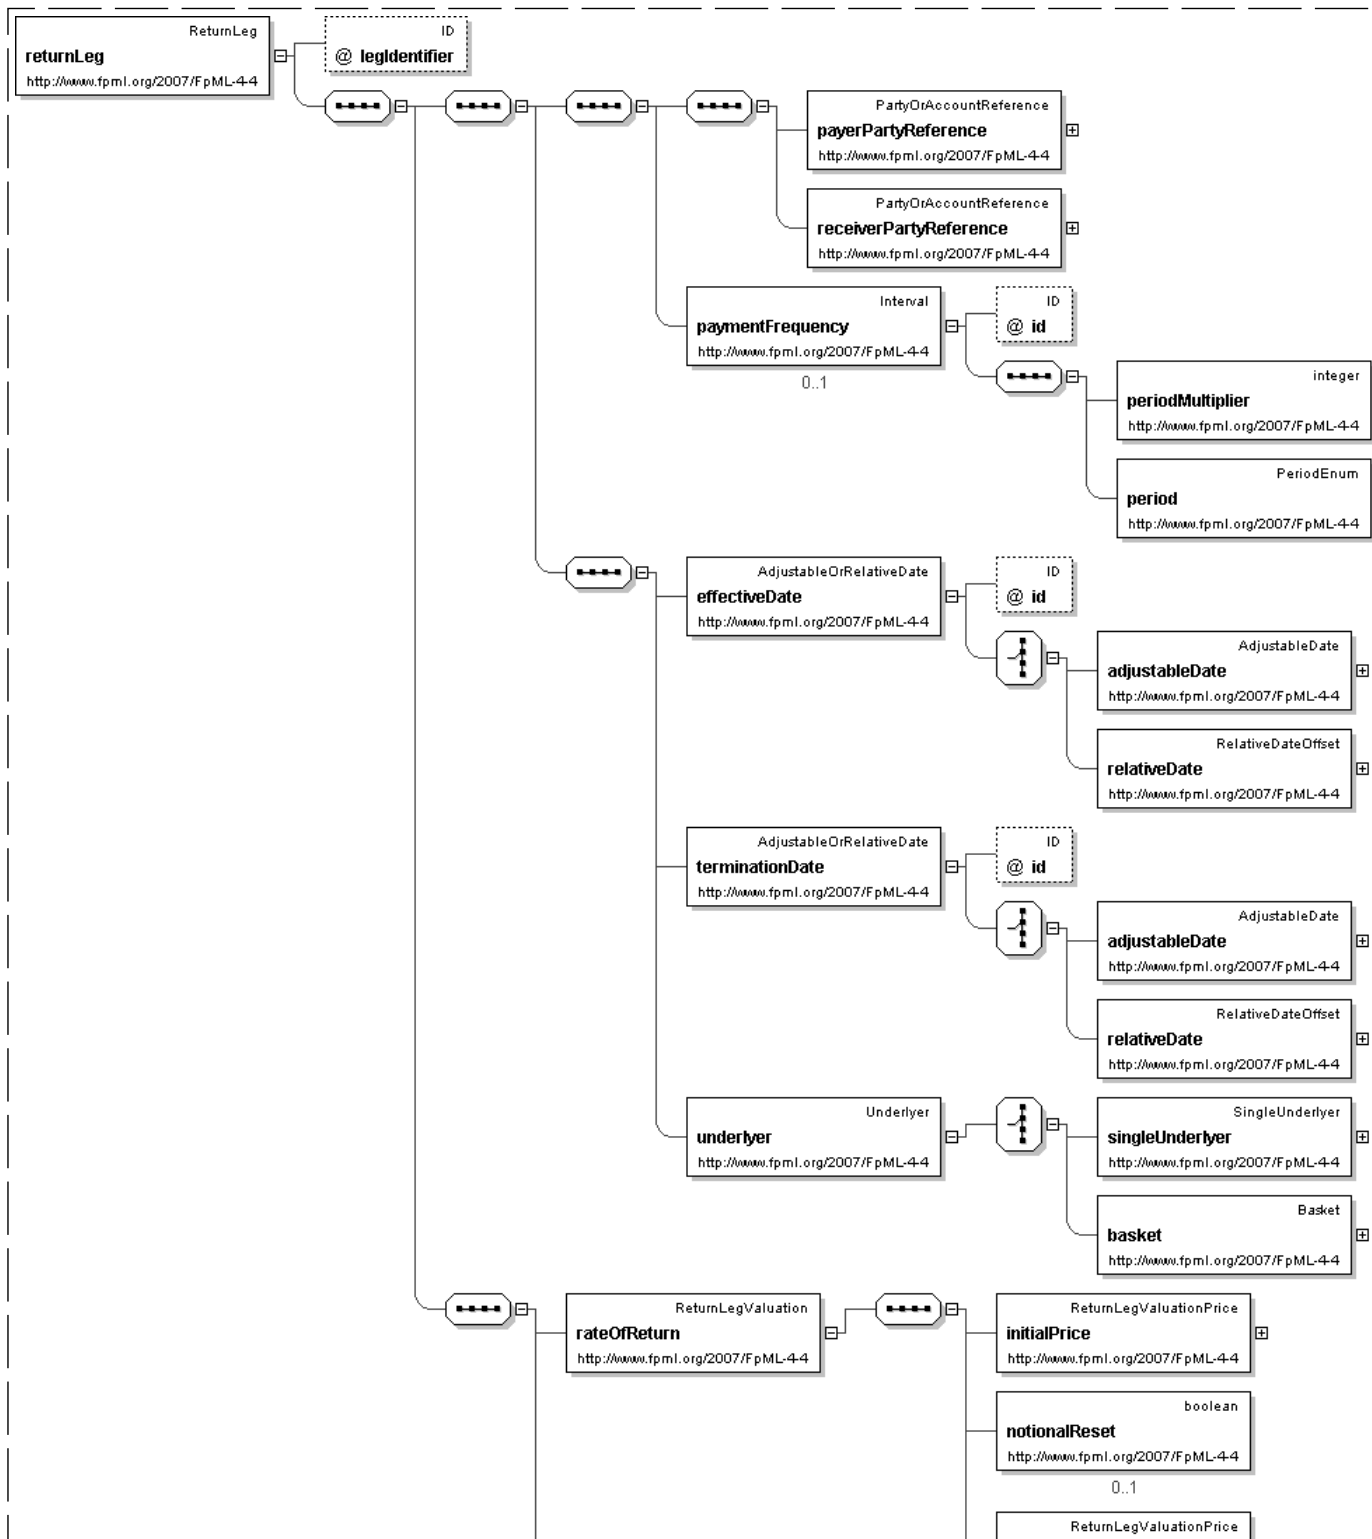 ReturnLeg
returnLeg
http://www.fpml.org/2007/FpML-4-4
ID
@ legIdentifier
PartyOrAccountReference
payerPartyReference
http://www.fpml.org/2007/FpML-4-4
PartyOrAccountReference
receiverPartyReference
http://www.fpml.org/2007/FpML-4-4
Interval
paymentFrequency
http://www.fpml.org/2007/FpML-4-4
0..1
ID
@ id
integer
periodMultiplier
http://www.fpml.org/2007/FpML-4-4
PeriodEnum
period
http://www.fpml.org/2007/FpML-4-4
AdjustableOrRelativeDate
effectiveDate
http://www.fpml.org/2007/FpML-4-4
ID
@ id
AdjustableDate
adjustableDate
http://www.fpml.org/2007/FpML-4-4
RelativeDateOffset
relativeDate
http://www.fpml.org/2007/FpML-4-4
AdjustableOrRelativeDate
terminationDate
http://www.fpml.org/2007/FpML-4-4
ID
@ id
AdjustableDate
adjustableDate
http://www.fpml.org/2007/FpML-4-4
RelativeDateOffset
relativeDate
http://www.fpml.org/2007/FpML-4-4
Underlyer
underlyer
http://www.fpml.org/2007/FpML-4-4
SingleUnderlyer
singleUnderlyer
http://www.fpml.org/2007/FpML-4-4
Basket
basket
http://www.fpml.org/2007/FpML-4-4
ReturnLegValuation
rateOfReturn
http://www.fpml.org/2007/FpML-4-4
ReturnLegValuationPrice
initialPrice
http://www.fpml.org/2007/FpML-4-4
boolean
notionalReset
http://www.fpml.org/2007/FpML-4-4
0..1
ReturnLegValuationPrice